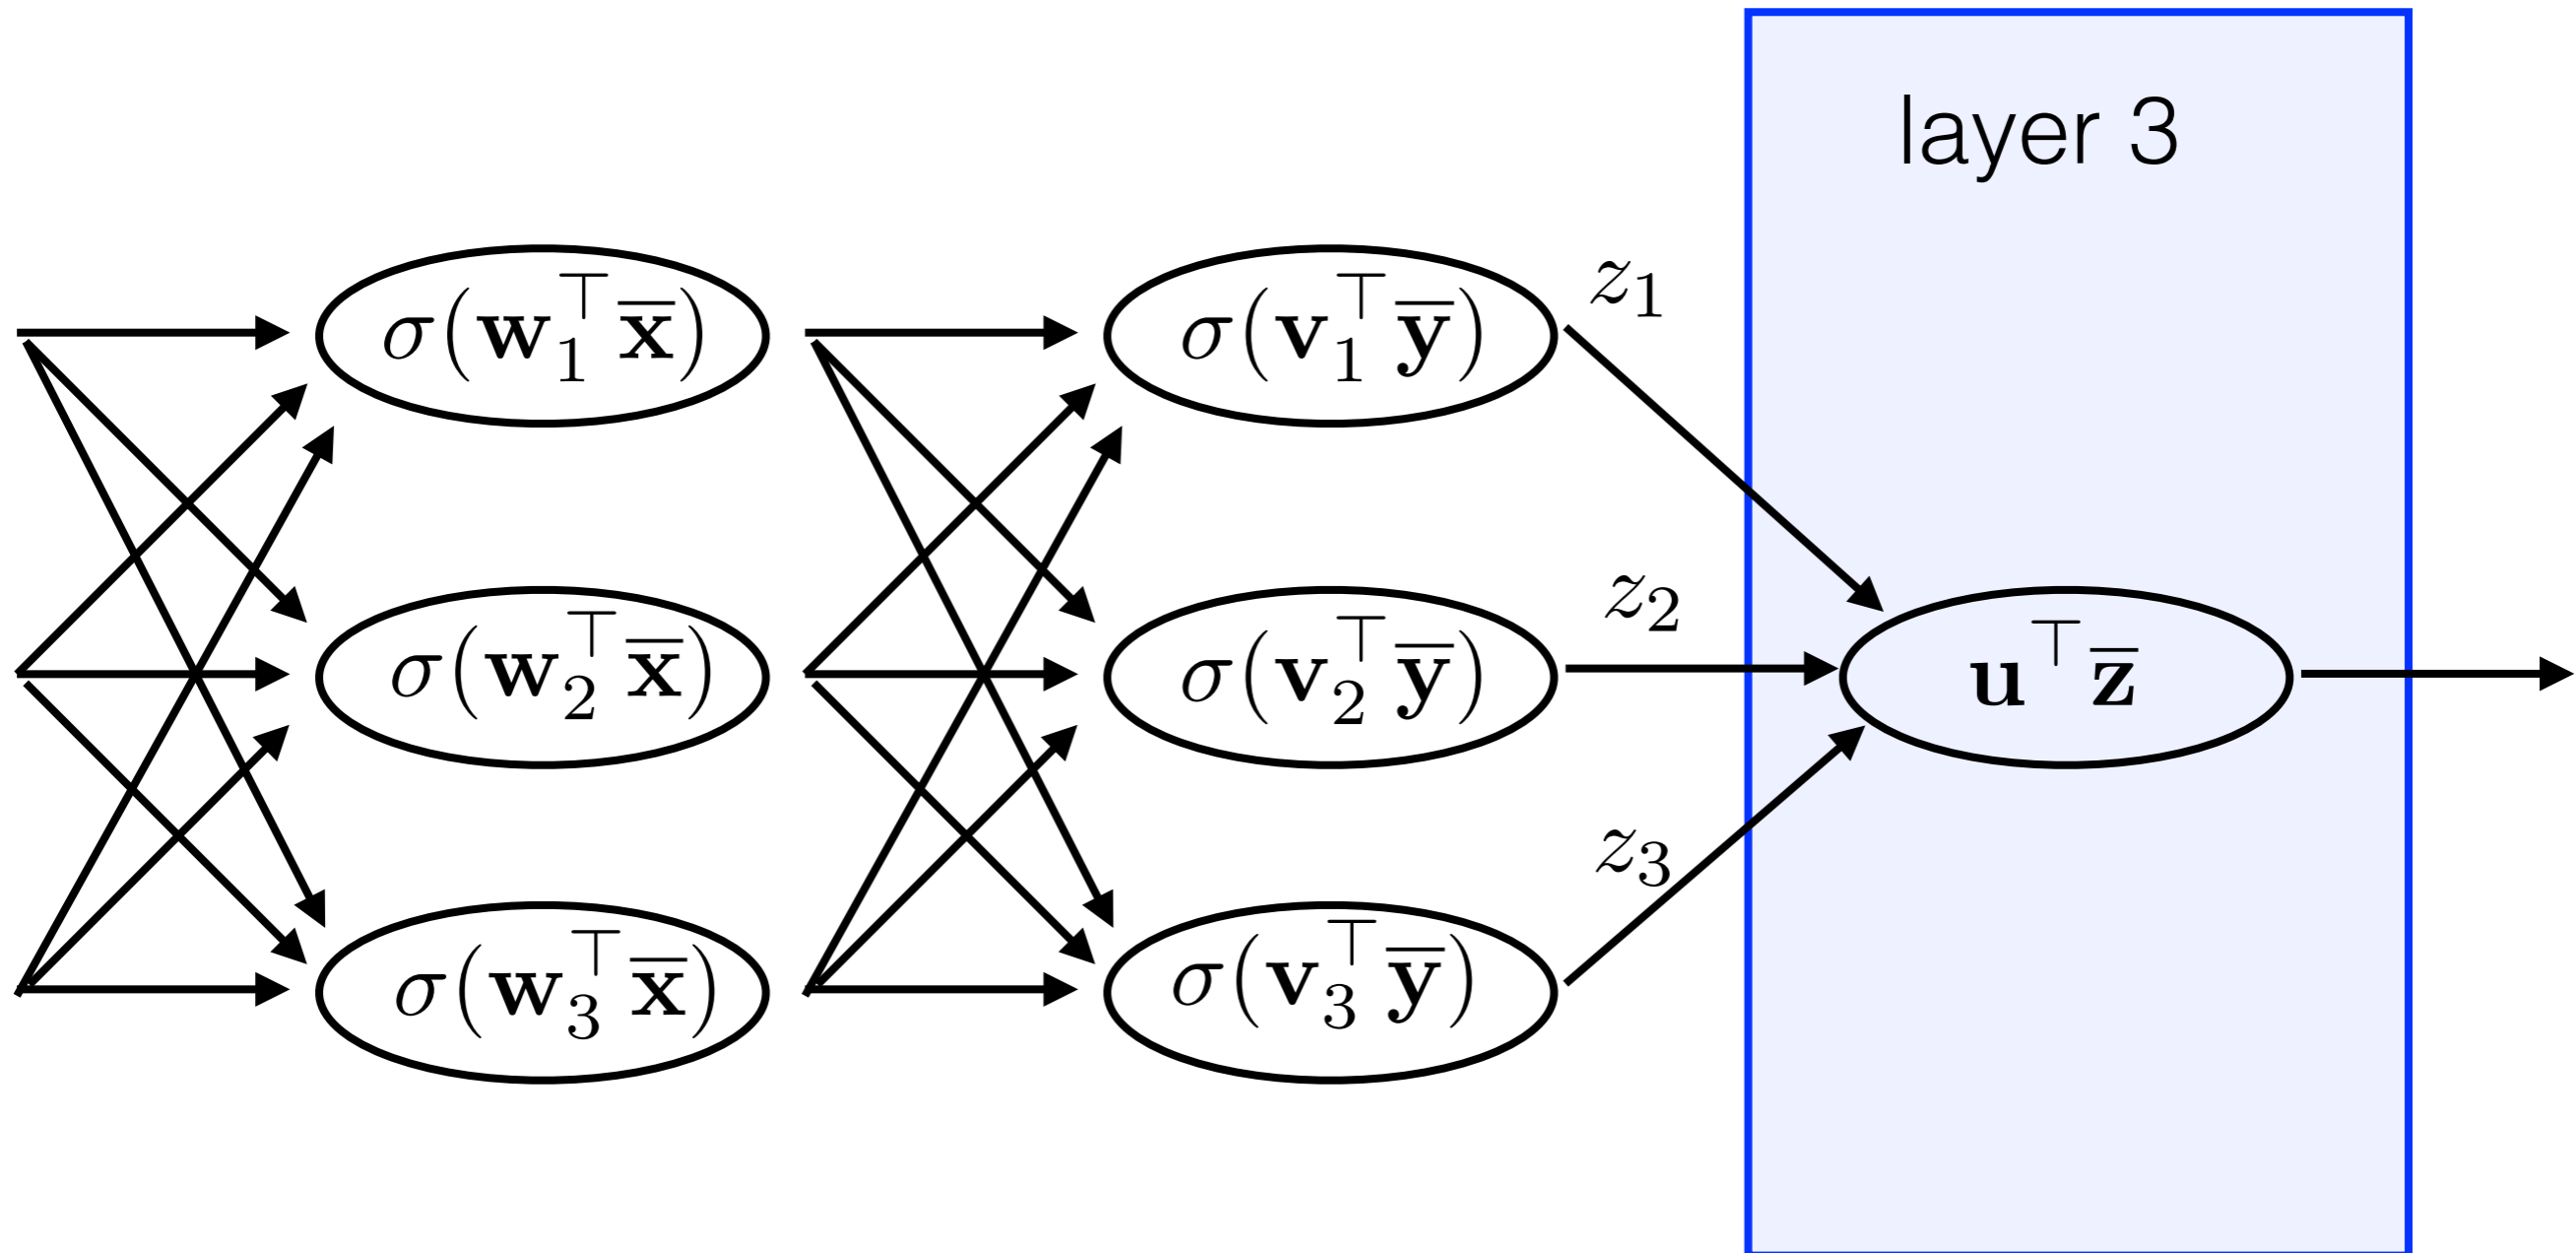 layer 3
σ(w₁^⊤ x̅)
σ(v₁^⊤ y̅)
z₁
σ(w₂^⊤ x̅)
σ(v₂^⊤ y̅)
z₂
u^⊤ z̅
σ(w₃^⊤ x̅)
σ(v₃^⊤ y̅)
z₃